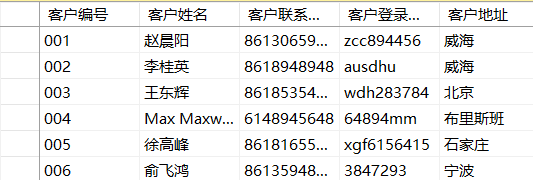 客户编号 客户姓名 客户联系... 客户登录... 客户地址
001 赵晨阳 86130659... zcc894456 威海
002 李桂英 8618948948 ausdhu 威海
003 王东辉 86185354... wdh283784 北京
004 Max Maxw... 6148945648 64894mm 布里斯班
005 徐高峰 86181655... xgf6156415 石家庄
006 俞飞鸿 86135948... 3847293 宁波